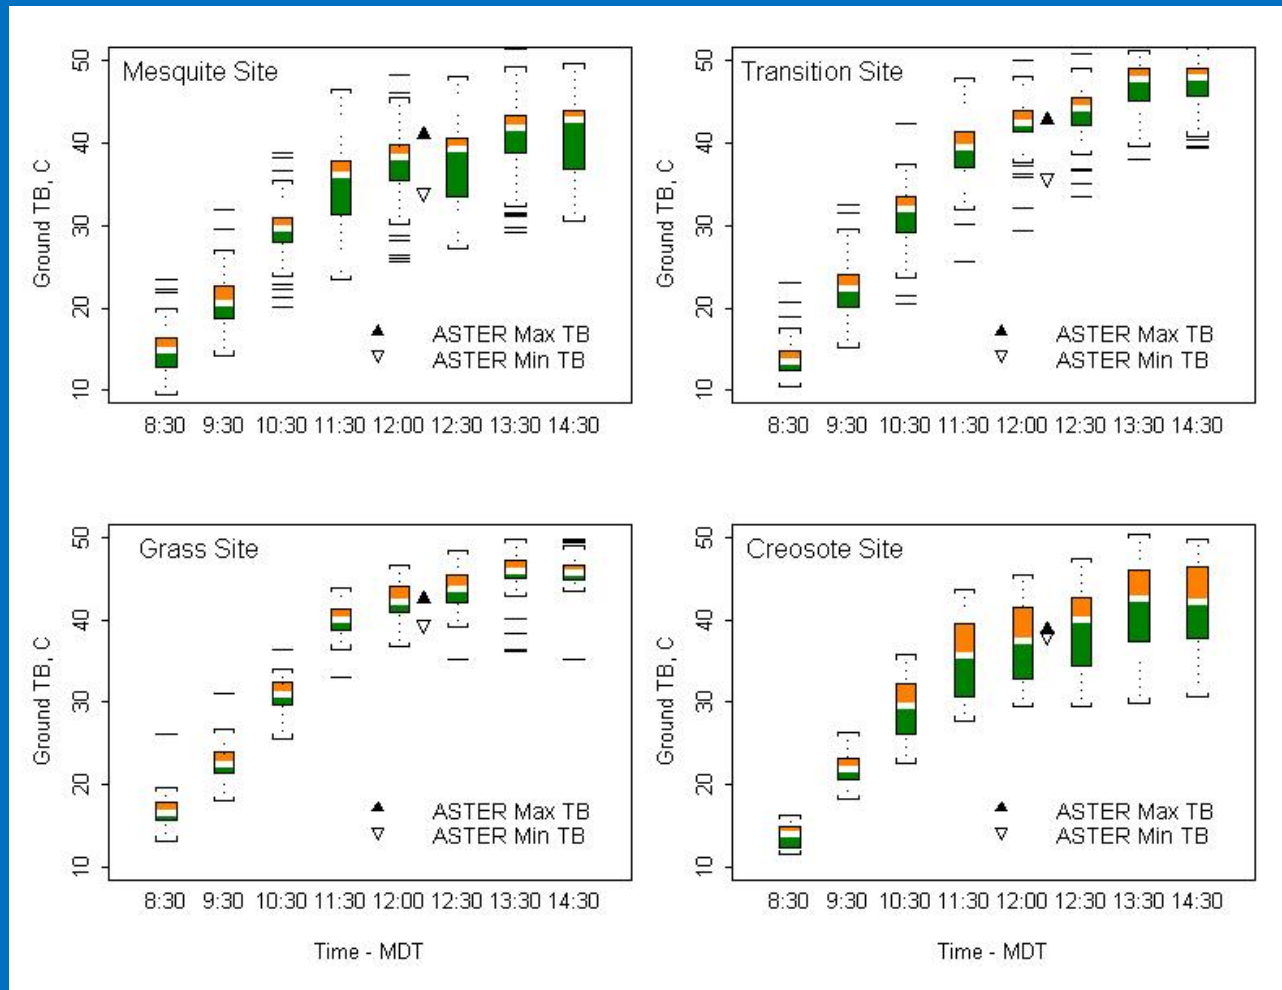 Mesquite Site
Ground TB, C
50
40
30
20
10
ASTER Max TB
ASTER Min TB
8:30 9:30 10:30 11:30 12:00 12:30 13:30 14:30
Transition Site
Ground TB, C
50
40
30
20
10
ASTER Max TB
ASTER Min TB
8:30 9:30 10:30 11:30 12:00 12:30 13:30 14:30
Grass Site
Ground TB, C
50
40
30
20
10
ASTER Max TB
ASTER Min TB
8:30 9:30 10:30 11:30 12:00 12:30 13:30 14:30
Time - MDT
Creosote Site
Ground TB, C
50
40
30
20
10
ASTER Max TB
ASTER Min TB
8:30 9:30 10:30 11:30 12:00 12:30 13:30 14:30
Time - MDT